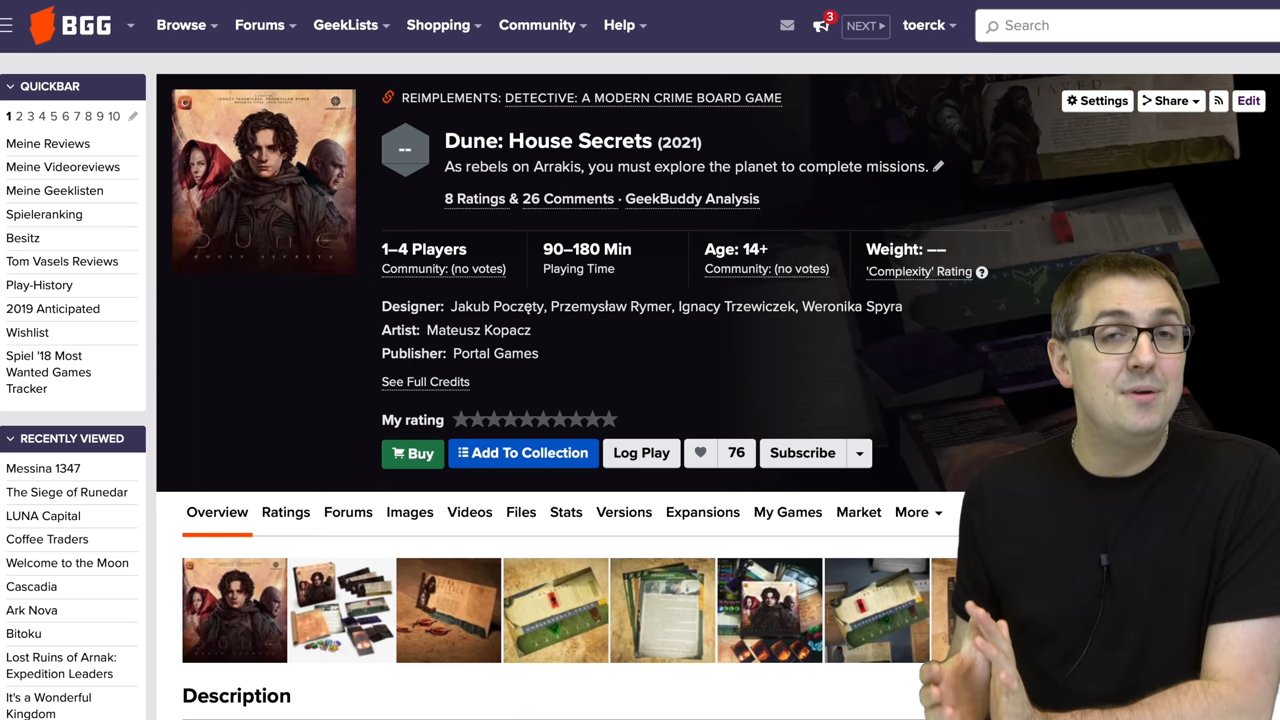 BGG
Browse
Forums
GeekLists
Shopping
Community
Help
3
NEXT
toerck
Search
QUICKBAR
1 2 3 4 5 6 7 8 9 10
Meine Reviews
Meine Videoreviews
Meine Geeklisten
Spieleranking
Besitz
Tom Vasels Reviews
Play-History
2019 Anticipated
Wishlist
Spiel '18 Most
Wanted Games
Tracker
RECENTLY VIEWED
Messina 1347
The Siege of Runedar
LUNA Capital
Coffee Traders
Welcome to the Moon
Cascadia
Ark Nova
Bitoku
Lost Ruins of Arnak:
Expedition Leaders
It's a Wonderful
Kingdom
DUNE
HOUSE SECRETS
REIMPLEMENTS: DETECTIVE: A MODERN CRIME BOARD GAME
Settings
Share
Edit
--
Dune: House Secrets (2021)
As rebels on Arrakis, you must explore the planet to complete missions.
8 Ratings & 26 Comments · GeekBuddy Analysis
1–4 Players
Community: (no votes)
90–180 Min
Playing Time
Age: 14+
Community: (no votes)
Weight: --
'Complexity' Rating ?
Designer: Jakub Poczęty, Przemysław Rymer, Ignacy Trzewiczek, Weronika Spyra
Artist: Mateusz Kopacz
Publisher: Portal Games
See Full Credits
My rating
Buy
Add To Collection
Log Play
76
Subscribe
Overview
Ratings
Forums
Images
Videos
Files
Stats
Versions
Expansions
My Games
Market
More
Description